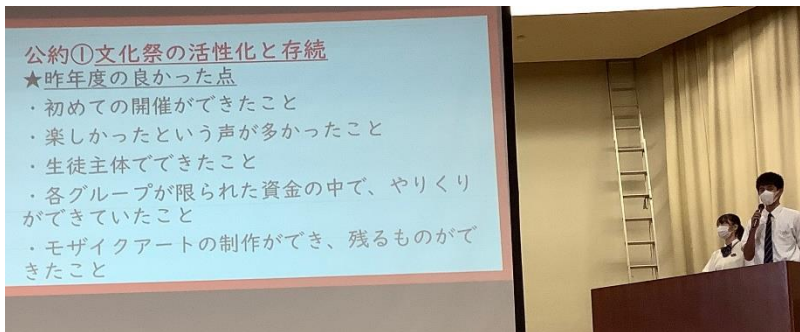 公約①文化祭の活性化と存続
★昨年度の良かった点
・初めての開催ができたこと
・楽しかったという声が多かったこと
・生徒主体でできたこと
・各グループが限られた資金の中で、やりくり
ができていたこと
・モザイクアートの制作ができ、残るものがで
きたこと